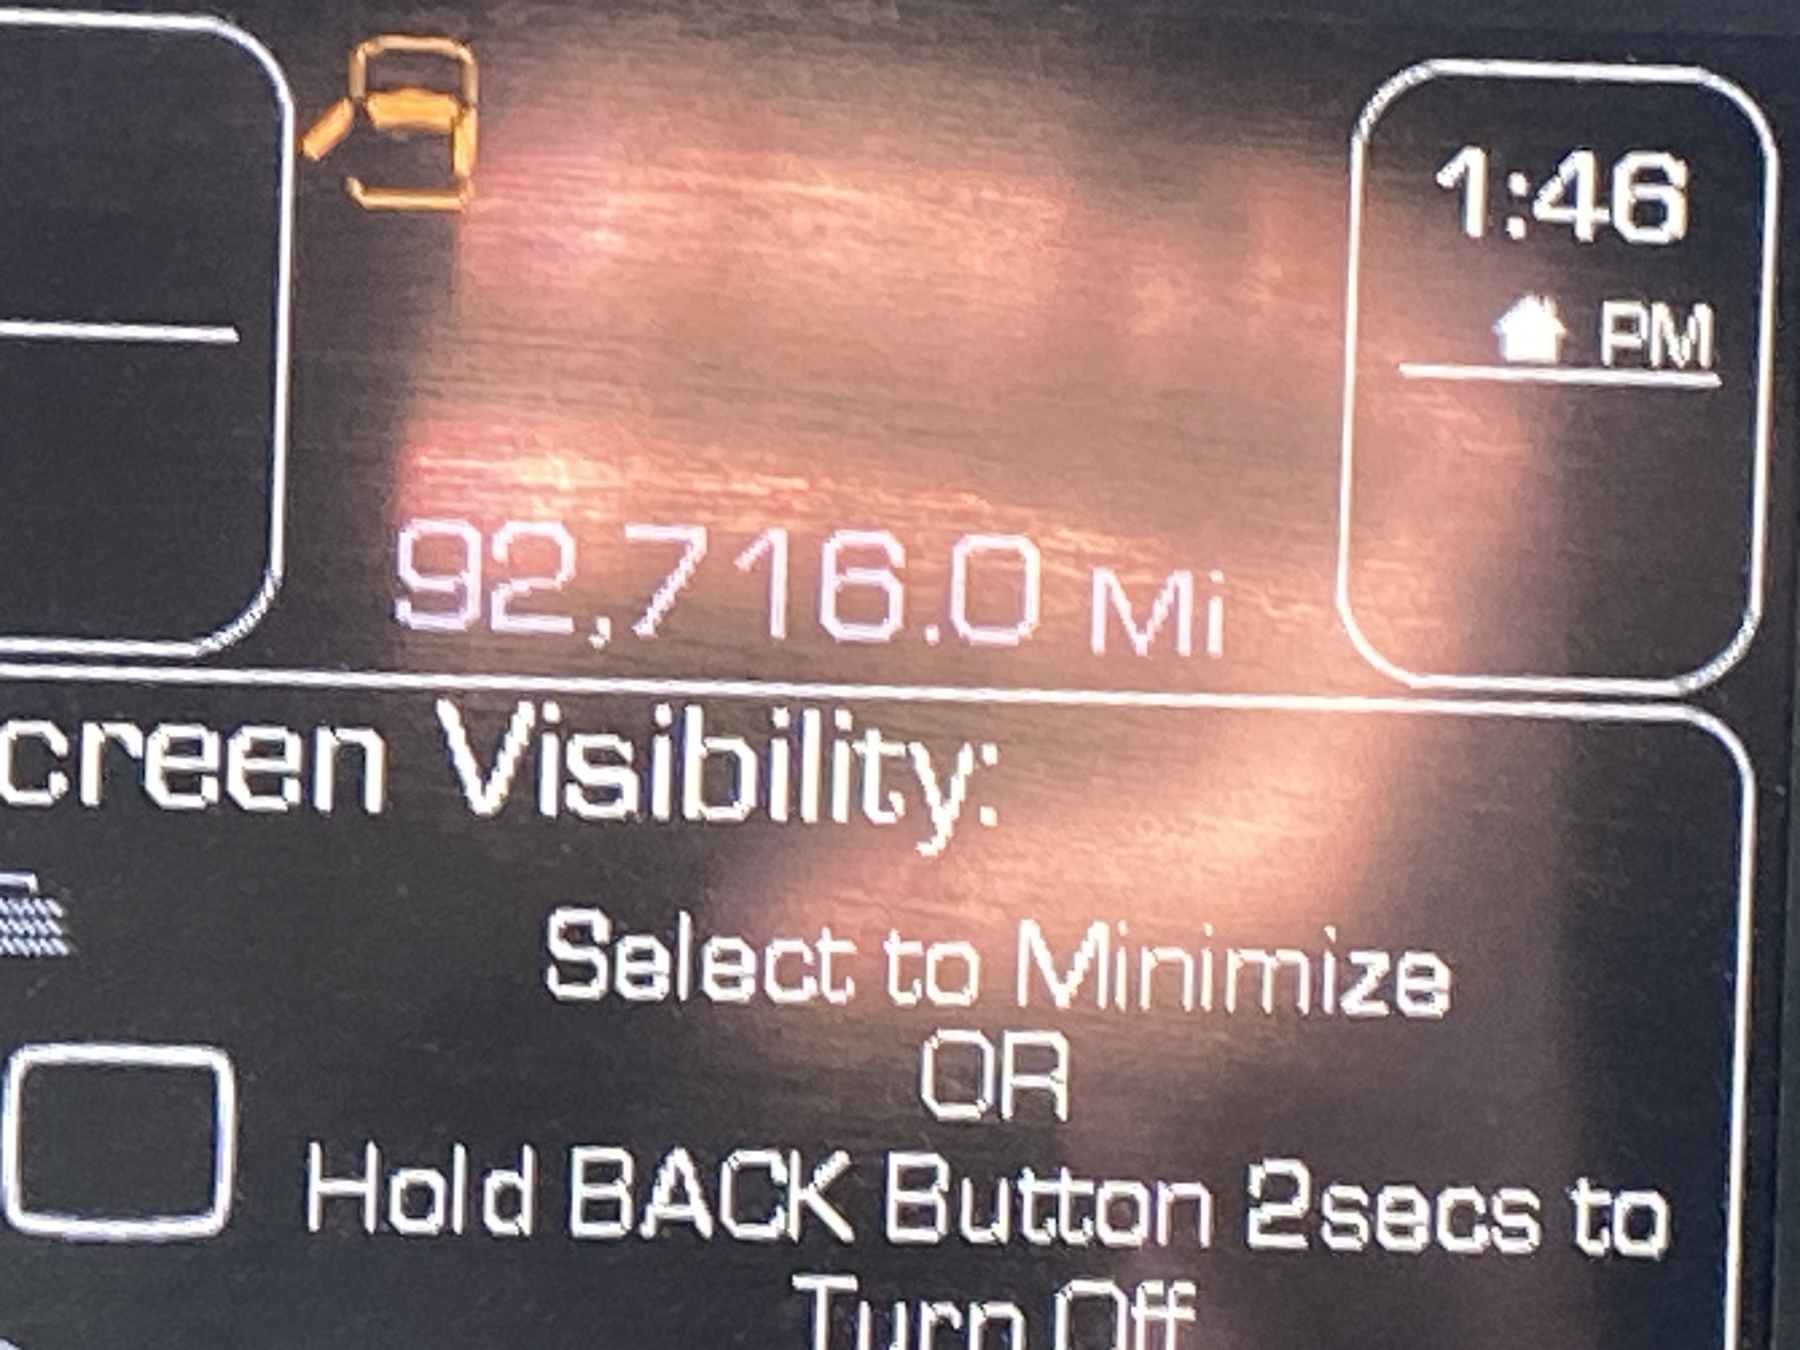 1:46
PM
92,716.0 Mi
creen Visibility:
Select to Minimize
OR
Hold BACK Button 2secs to
Turn Off